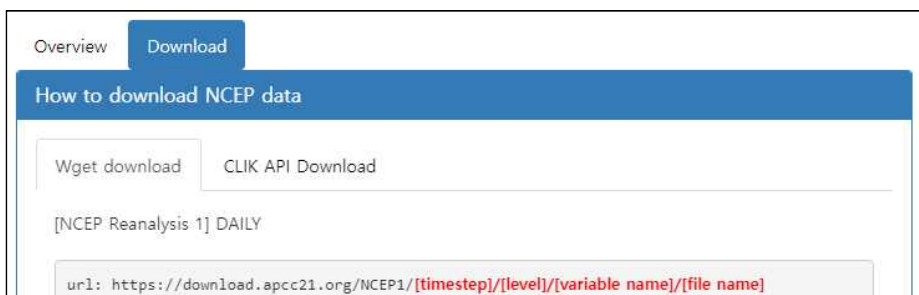 Overview Download
How to download NCEP data
Wget download CLIK API Download
[NCEP Reanalysis 1] DAILY
url: https://download.apcc21.org/NCEP1/[timestep]/[level]/[variable name]/[file name]